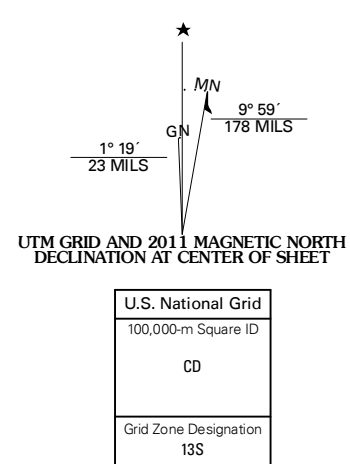 MN
9° 59´
178 MILS
GN
1° 19´
23 MILS
UTM GRID AND 2011 MAGNETIC NORTH
DECLINATION AT CENTER OF SHEET
U.S. National Grid
100,000-m Square ID
CD
Grid Zone Designation
13S